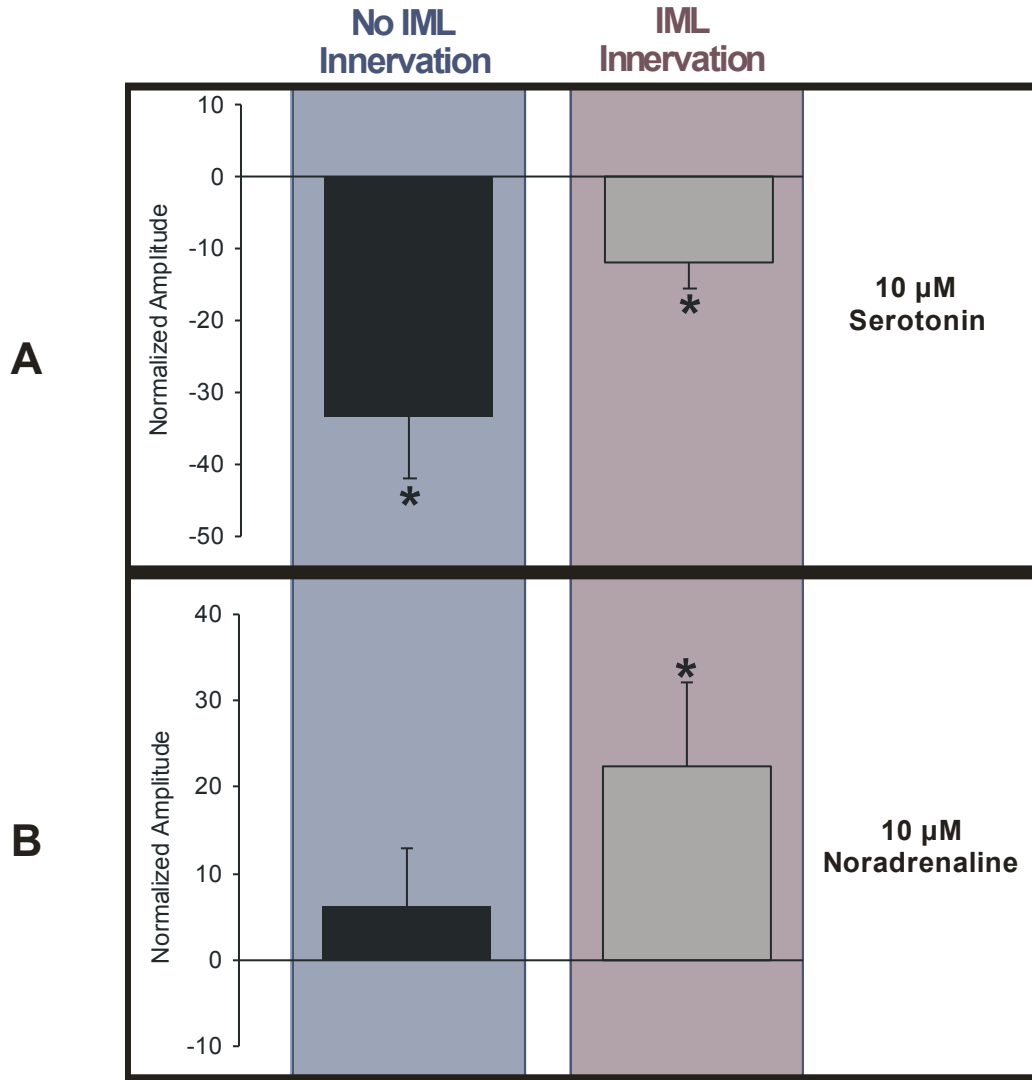 No IML
Innervation
IML
Innervation
A
Normalized Amplitude
10
0
-10
-20
-30
-40
-50
*
*
10 µM
Serotonin
B
Normalized Amplitude
40
30
20
10
0
-10
*
10 µM
Noradrenaline